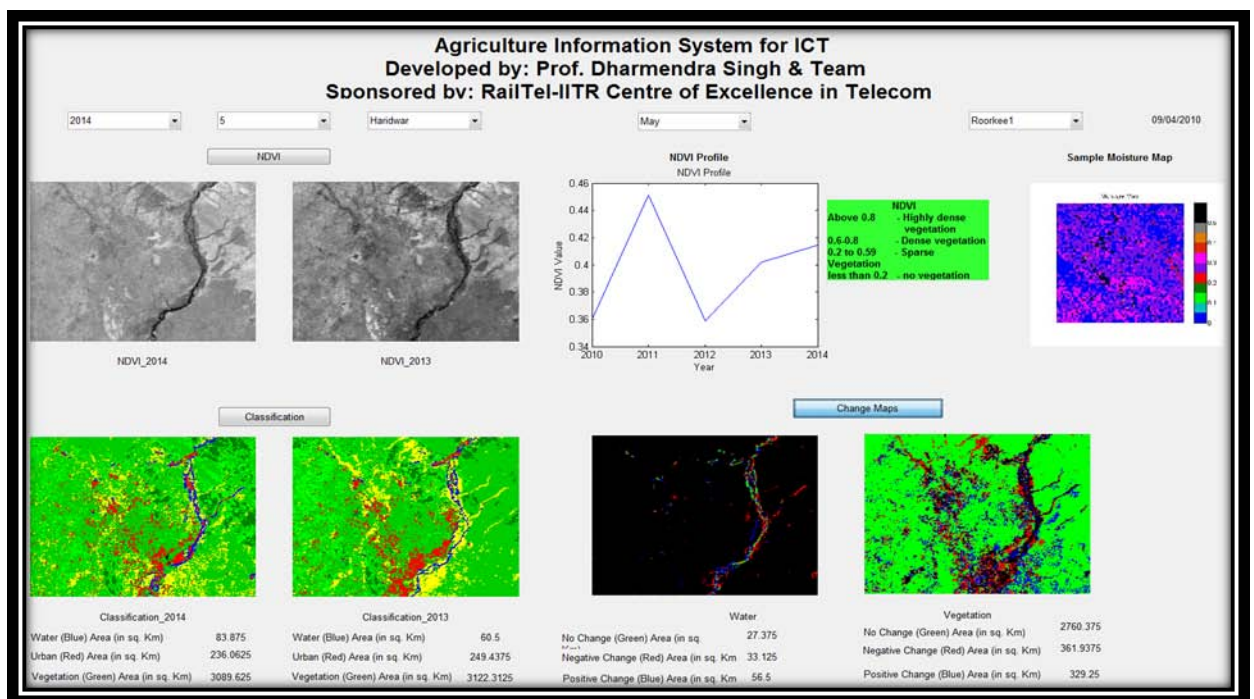 Agriculture Information System for ICT
Developed by: Prof. Dharmendra Singh & Team
Sponsored by: RailTel-IITR Centre of Excellence in Telecom
2014
5
Haridwar
May
Roorkee1
09/04/2010
NDVI
NDVI Profile
Sample Moisture Map
NDVI Profile
0.46
0.44
0.42
0.4
0.38
0.36
0.34
NDVI Value
2010 2011 2012 2013 2014
Year
NDVI
Above 0.8 - Highly dense
vegetation
0.6-0.8 - Dense vegetation
0.2 to 0.59 - Sparse
Vegetation
less than 0.2 - no vegetation
0.2
0.1
0
NDVI_2014
NDVI_2013
Classification
Change Maps
Classification_2014
Water (Blue) Area (in sq. Km) 83.875
Urban (Red) Area (in sq. Km) 236.0625
Vegetation (Green) Area (in sq. Km) 3089.625
Classification_2013
Water (Blue) Area (in sq. Km) 60.5
Urban (Red) Area (in sq. Km) 249.4375
Vegetation (Green) Area (in sq. Km) 3122.3125
Water
No Change (Green) Area (in sq. 27.375
Negative Change (Red) Area (in sq. Km 33.125
Positive Change (Blue) Area (in sq. Km 56.5
Vegetation
No Change (Green) Area (in sq. Km) 2760.375
Negative Change (Red) Area (in sq. Km) 361.9375
Positive Change (Blue) Area (in sq. Km) 329.25